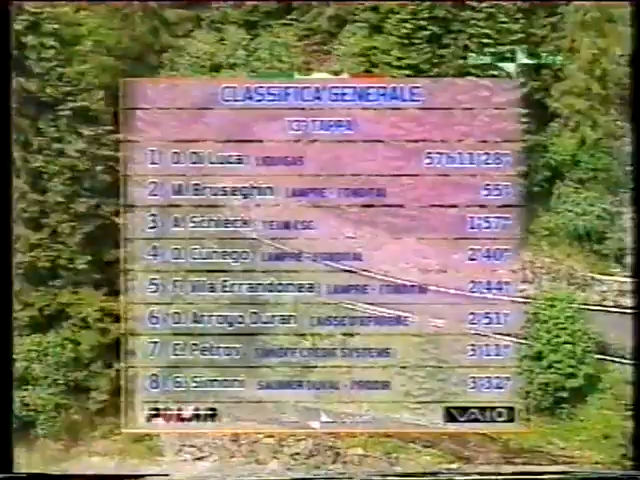 CLASSIFICA GENERALE
13ª TAPPA
1 D. Di Luca LIQUIGAS 57h11'28"
2 M. Bruseghin LAMPRE - FONDITAL 55"
3 A. Schleck TEAM CSC 1'57"
4 D. Cunego LAMPRE - FONDITAL 2'40"
5 F. Vila Errandonea LAMPRE - FONDITAL 2'44"
6 D. Arroyo Duran CAISSE D'EPARGNE 2'51"
7 E. Petrov TINKOFF CREDIT SYSTEMS 3'11"
8 G. Simoni SAUNIER DUVAL - PRODIR 3'32"
POLAR VAIO